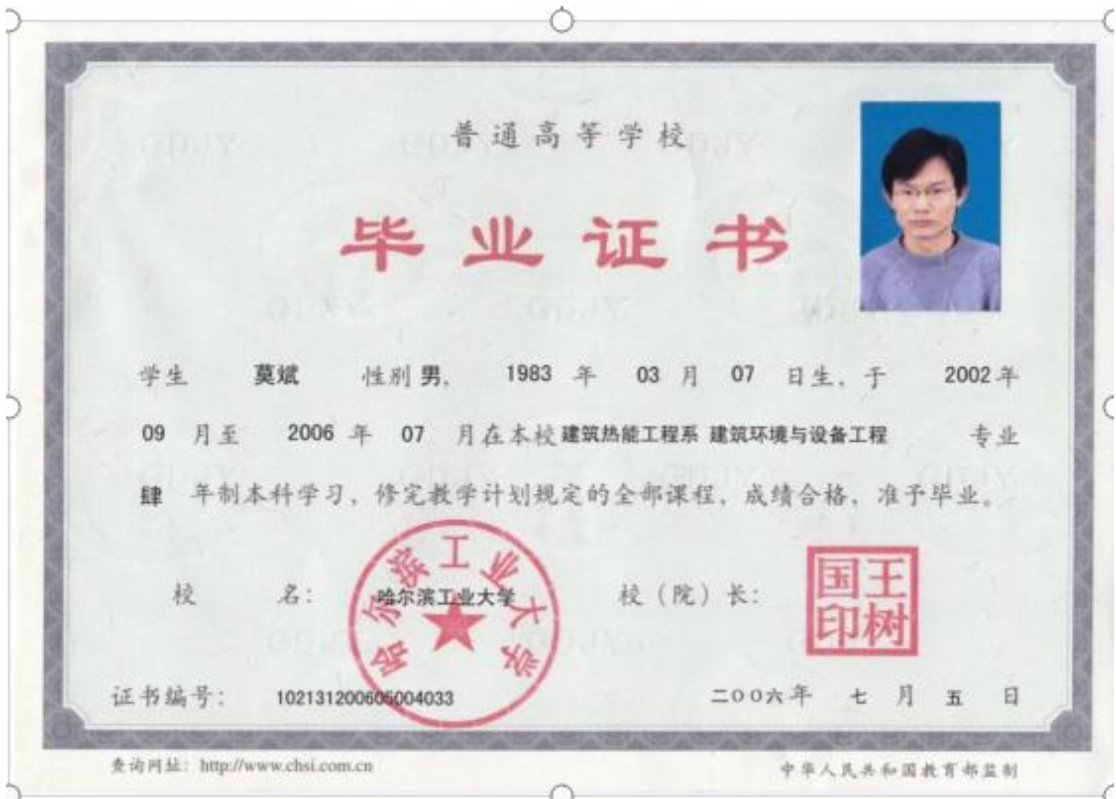 普通高等学校
毕业证书
学生 莫斌 性别 男, 1983 年 03 月 07 日生, 于 2002 年
09 月至 2006 年 07 月在本校 建筑热能工程系 建筑环境与设备工程 专业
肆 年制本科学习, 修完教学计划规定的全部课程, 成绩合格, 准予毕业。
校 名: 哈尔滨工业大学 校(院)长:
哈尔滨工业大学
王树国印
证书编号: 102131200605004033 二〇〇六年 七 月 五 日
查询网址: http://www.chsi.com.cn 中华人民共和国教育部监制